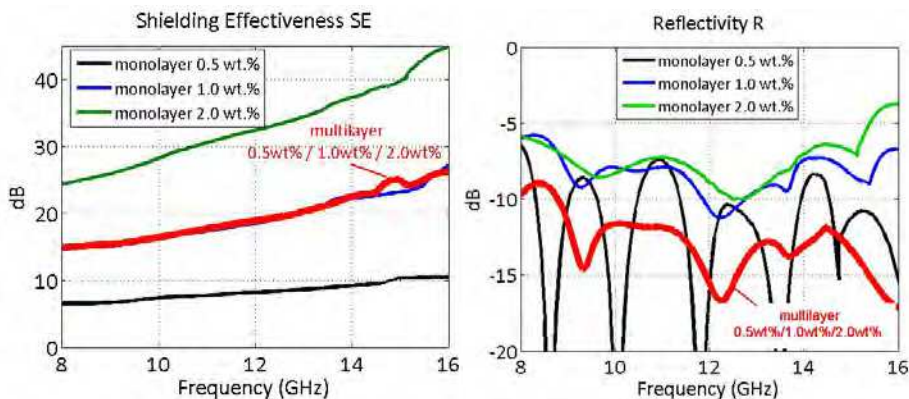 Shielding Effectiveness SE
dB
40
30
20
10
0
monolayer 0.5 wt.%
monolayer 1.0 wt.%
monolayer 2.0 wt.%
multilayer
0.5wt% / 1.0wt% / 2.0wt%
8 10 12 14 16
Frequency (GHz)
Reflectivity R
dB
0
-5
-10
-15
-20
monolayer 0.5 wt.%
monolayer 1.0 wt.%
monolayer 2.0 wt.%
multilayer
0.5wt%/1.0wt%/2.0wt%
8 10 12 14 16
Frequency (GHz)